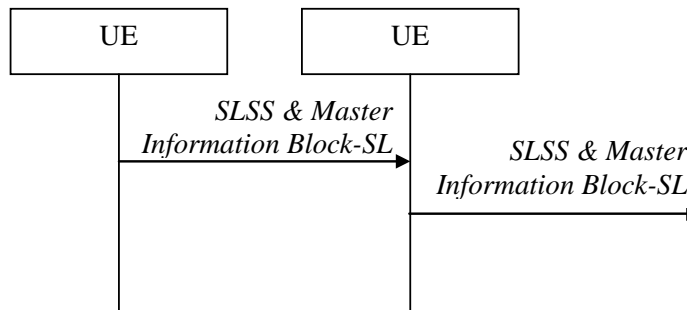 UE
UE
SLSS & Master
Information Block-SL
SLSS & Master
Information Block-SL